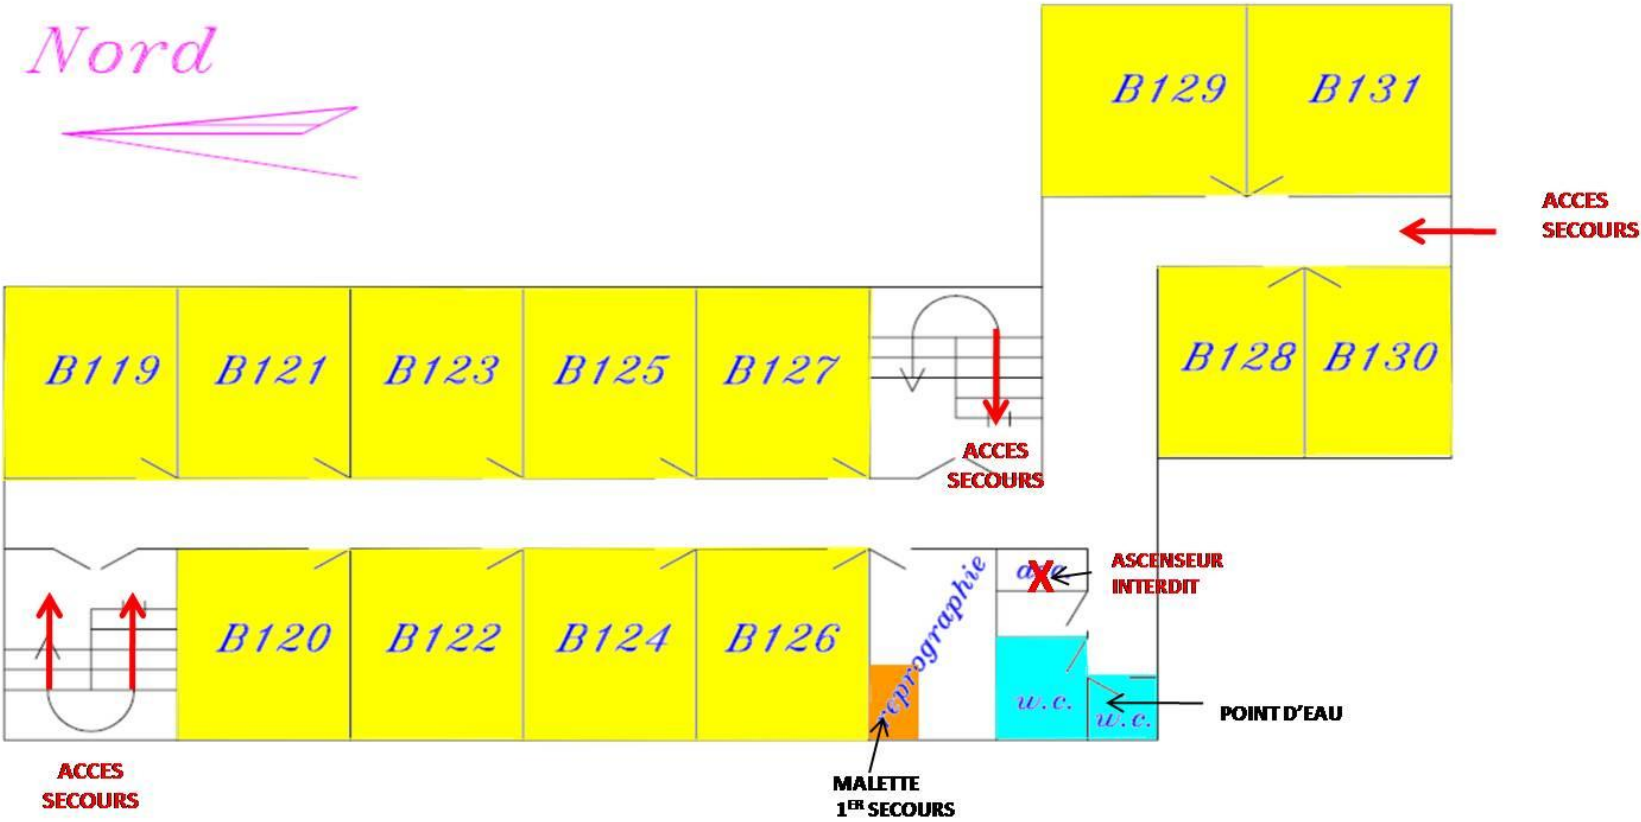 Nord
B129
B131
ACCES
SECOURS
B119
B121
B123
B125
B127
B128
B130
ACCES
SECOURS
B120
B122
B124
B126
reprographie
X
ASCENSEUR
INTERDIT
w.c.
w.c.
POINT D'EAU
ACCES
SECOURS
MALETTE
1ER SECOURS